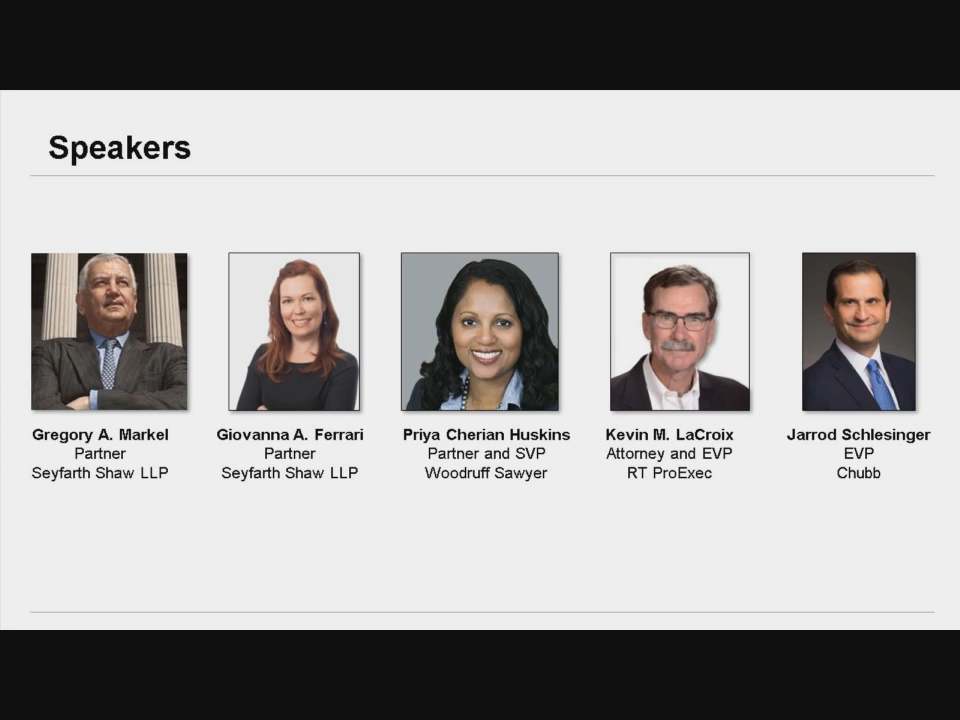 Speakers
Gregory A. Markel
Partner
Seyfarth Shaw LLP
Giovanna A. Ferrari
Partner
Seyfarth Shaw LLP
Priya Cherian Huskins
Partner and SVP
Woodruff Sawyer
Kevin M. LaCroix
Attorney and EVP
RT ProExec
Jarrod Schlesinger
EVP
Chubb